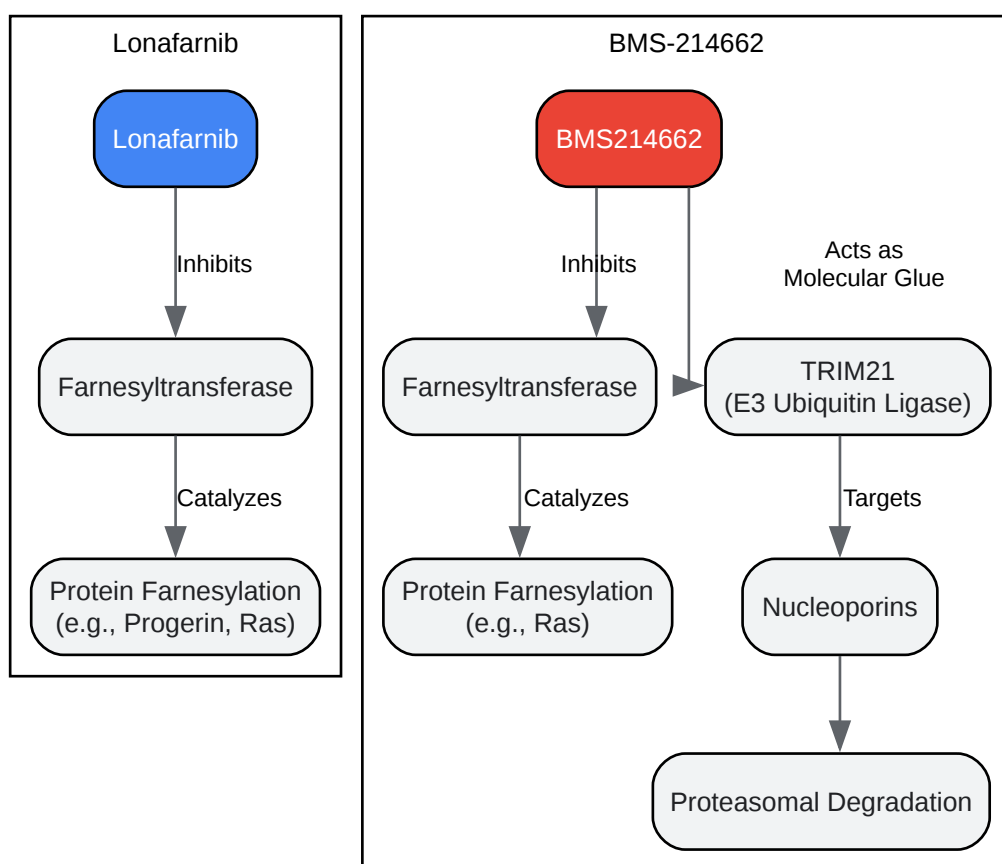 Lonafarnib
Lonafarnib
Inhibits
Farnesyltransferase
Catalyzes
Protein Farnesylation
(e.g., Progerin, Ras)
BMS-214662
BMS214662
Inhibits
Acts as
Molecular Glue
Farnesyltransferase
TRIM21
(E3 Ubiquitin Ligase)
Catalyzes
Targets
Protein Farnesylation
(e.g., Ras)
Nucleoporins
Proteasomal Degradation